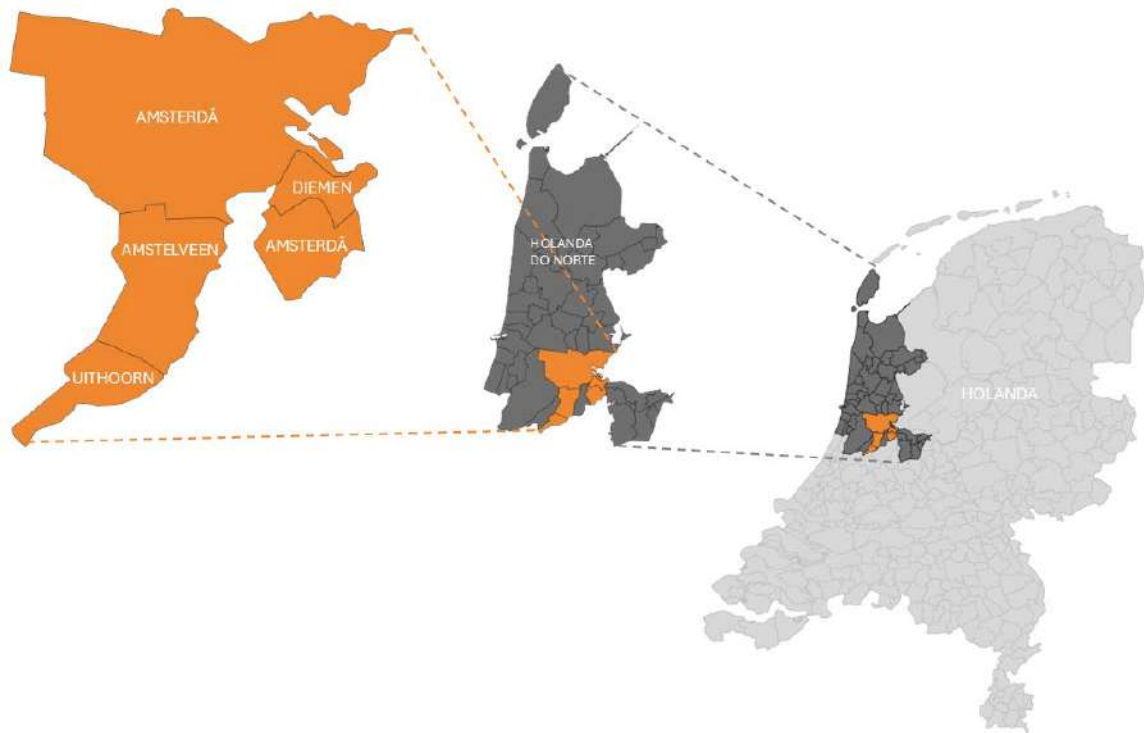 AMSTERDÃ
DIEMEN
AMSTELVEEN
AMSTERDÃ
UITHOORN
HOLANDA
DO NORTE
HOLANDA